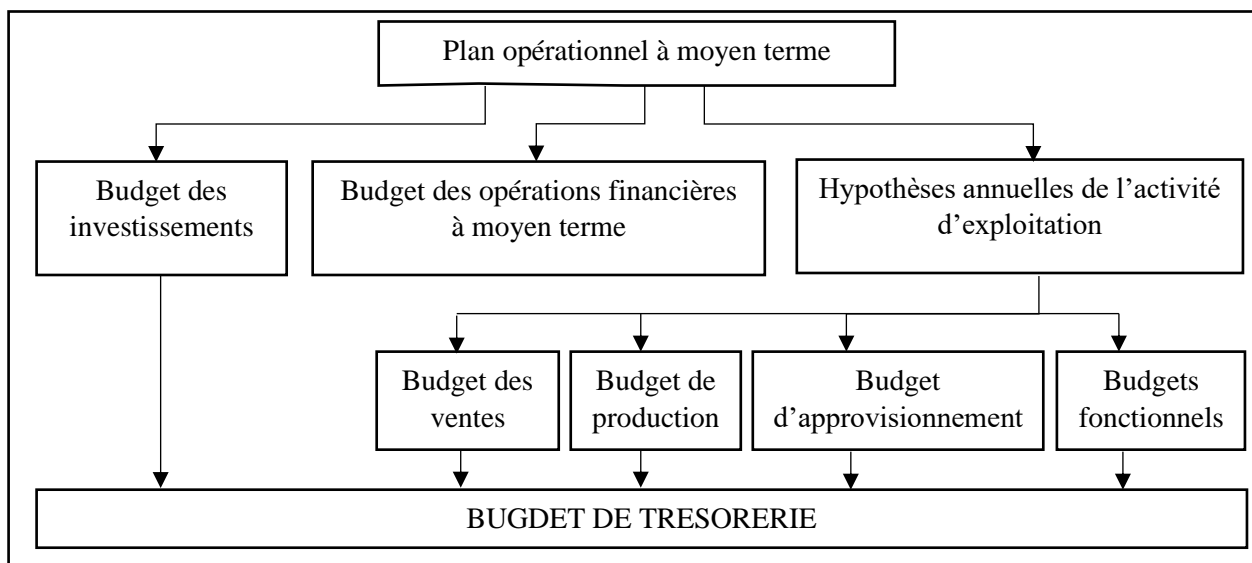 Plan opérationnel à moyen terme
Budget des
investissements
Budget des opérations financières
à moyen terme
Hypothèses annuelles de l’activité
d’exploitation
Budget des
ventes
Budget de
production
Budget
d’approvisionnement
Budgets
fonctionnels
BUGDET DE TRESORERIE